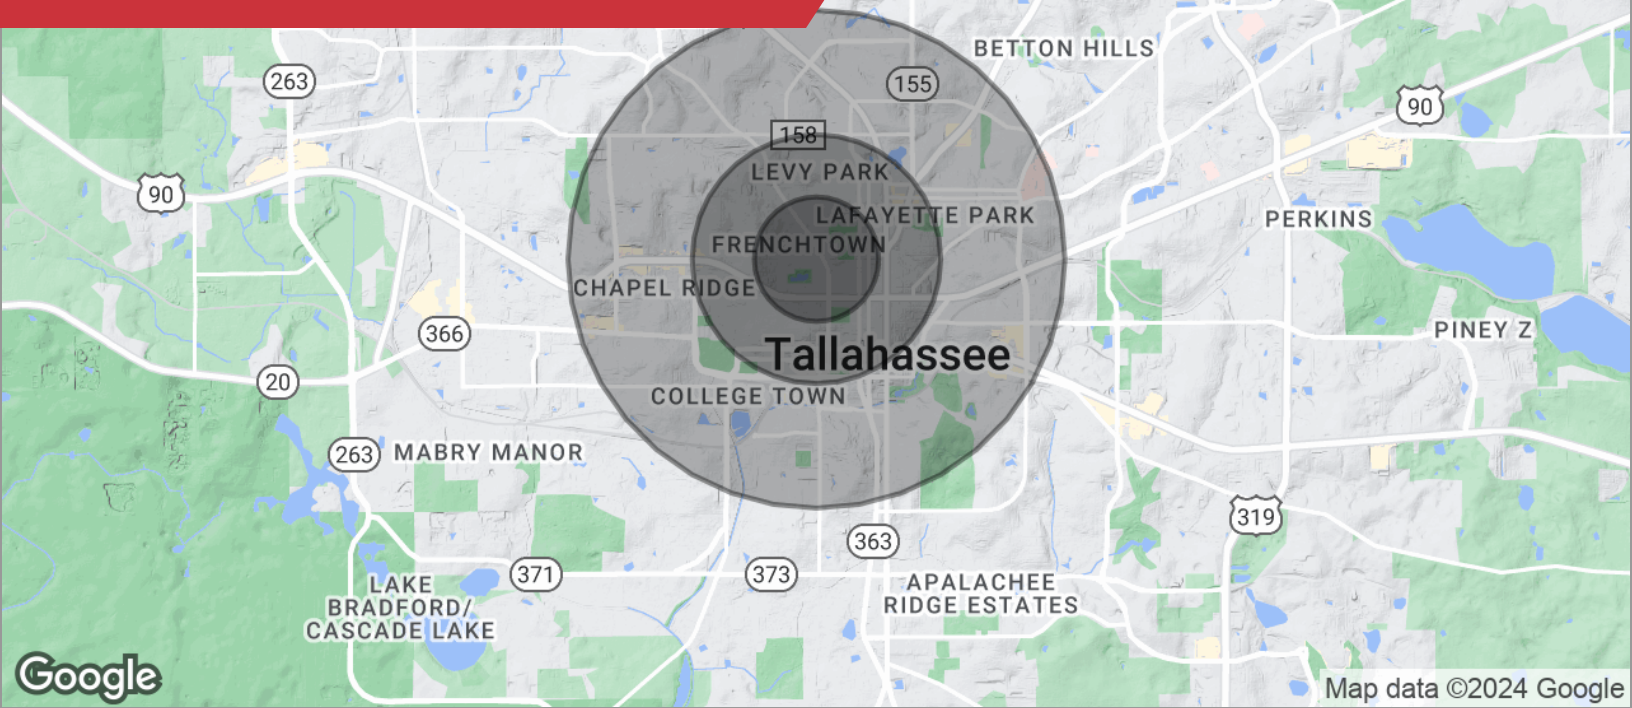 BETTON HILLS
263
155
90
158
LEVY PARK
90
LAFAYETTE PARK
PERKINS
FRENCHTOWN
CHAPEL RIDGE
366
PINEY Z
Tallahassee
20
COLLEGE TOWN
263
MABRY MANOR
319
363
371
373
LAKE
BRADFORD/
CASCADE LAKE
APALACHEE
RIDGE ESTATES
Google
Map data ©2024 Google